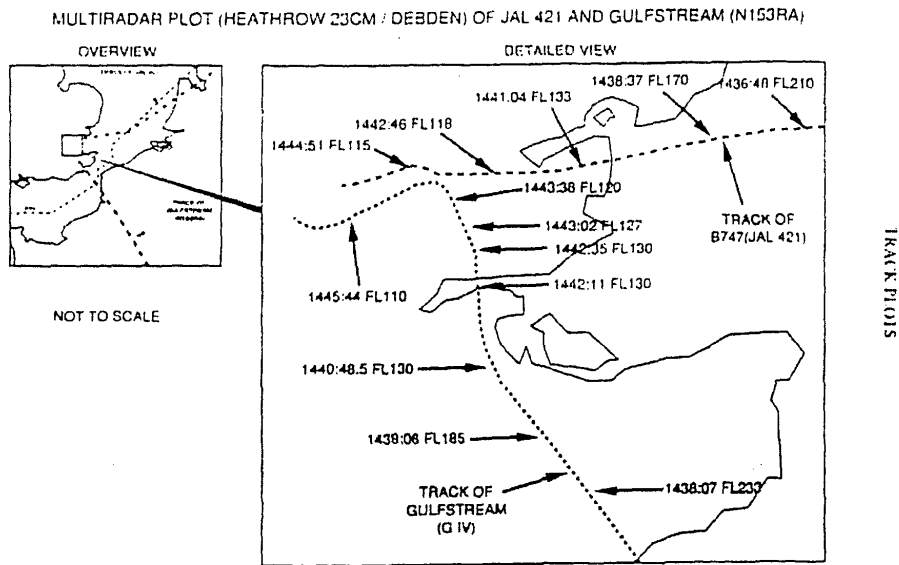 MULTIRADAR PLOT (HEATHROW 23CM / DEBDEN) OF JAL 421 AND GULFSTREAM (N153RA)
OVERVIEW
DETAILED VIEW
1438:37 FL170
1436:48 FL210
1441:04 FL133
1442:46 FL118
1444:51 FL115
1443:38 FL120
1443:02 FL127
1442:35 FL130
1442:11 FL130
TRACK OF
B747(JAL 421)
1445:44 FL110
NOT TO SCALE
1440:48.5 FL130
1439:06 FL185
TRACK OF
GULFSTREAM
(G IV)
1438:07 FL233
TRACK PLOTS